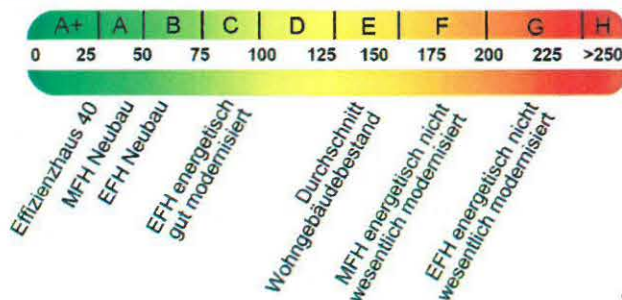 A+ A B C D E F G H
0 25 50 75 100 125 150 175 200 225 >250
Effizienzhaus 40
MFH Neubau
EFH Neubau
EFH energetisch
gut modernisiert
Durchschnitt
Wohngebäudebestand
MFH energetisch nicht
wesentlich modernisiert
EFH energetisch nicht
wesentlich modernisiert